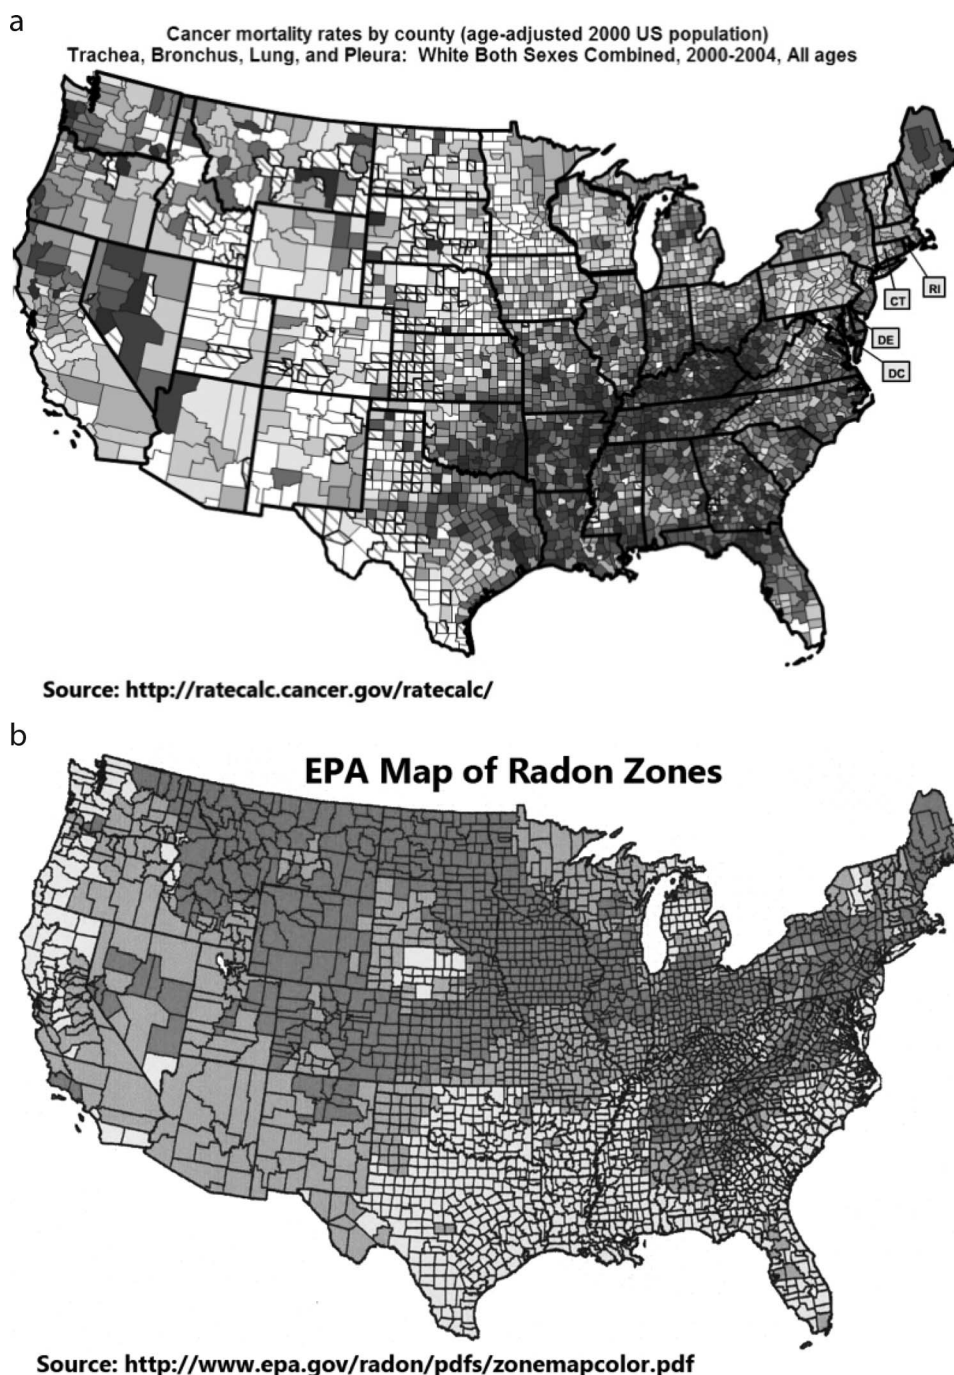 a
Cancer mortality rates by county (age-adjusted 2000 US population)
Trachea, Bronchus, Lung, and Pleura: White Both Sexes Combined, 2000-2004, All ages
RI
CT
DE
DC
Source: http://ratecalc.cancer.gov/ratecalc/
b
EPA Map of Radon Zones
Source: http://www.epa.gov/radon/pdfs/zonemapcolor.pdf